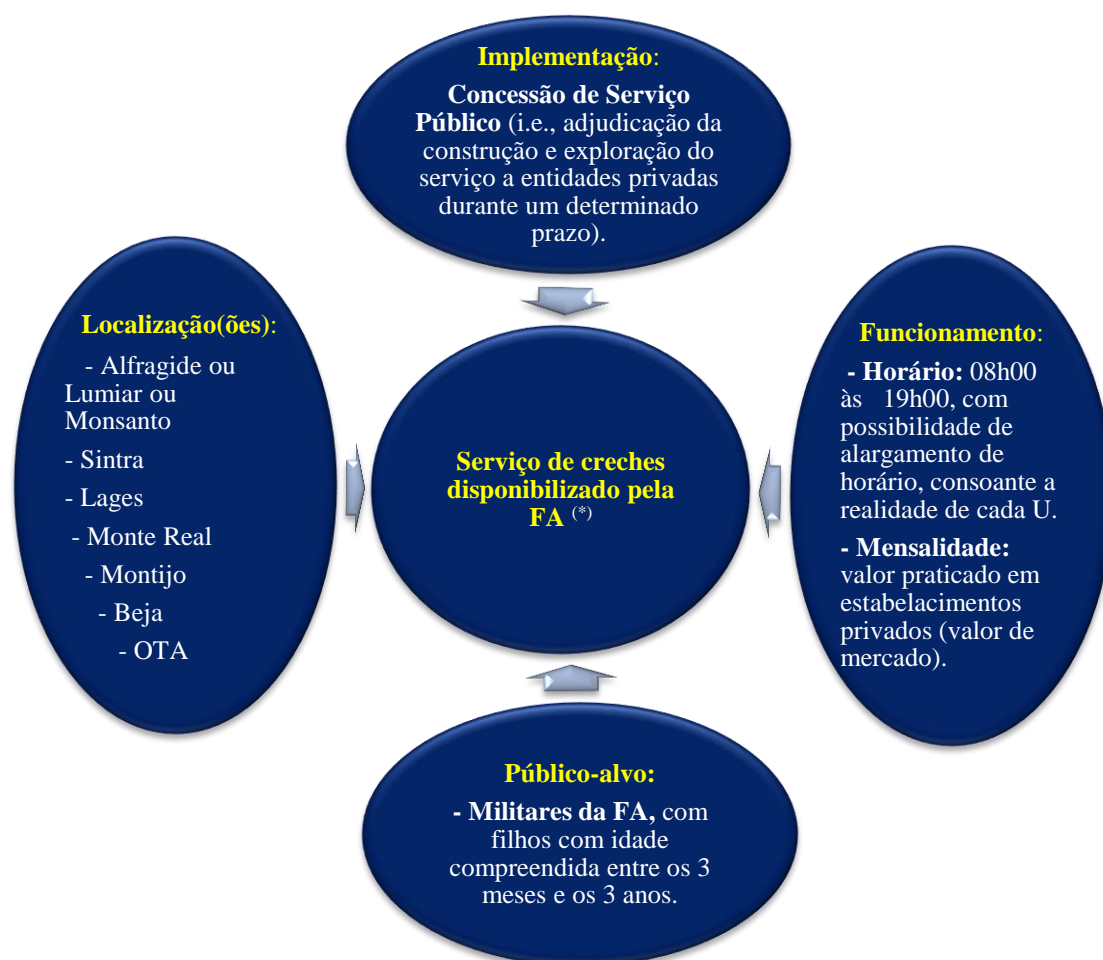 Implementação:
Concessão de Serviço
Público (i.e., adjudicação da
construção e exploração do
serviço a entidades privadas
durante um determinado
prazo).
Localização(ões):
- Alfragide ou
Lumiar ou
Monsanto
- Sintra
- Lages
- Monte Real
- Montijo
- Beja
- OTA
Serviço de creches
disponibilizado pela
FA (*)
Funcionamento:
- Horário: 08h00
às 19h00, com
possibilidade de
alargamento de
horário, consoante a
realidade de cada U.
- Mensalidade:
valor praticado em
estabelacimentos
privados (valor de
mercado).
Público-alvo:
- Militares da FA, com
filhos com idade
compreendida entre os 3
meses e os 3 anos.